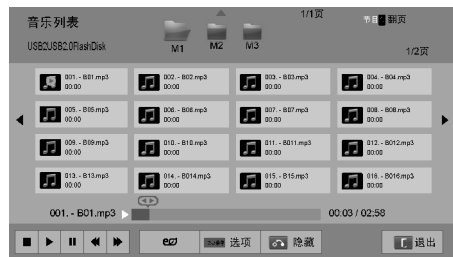 音乐列表
1/1页
节目 翻页
USB2USB2.0FlashDisk
M1
M2
M3
1/2页
001. - B01.mp3
00:00
002. - B02.mp3
00:00
003. - B03.mp3
00:00
004. - B04.mp3
00:00
005. - B05.mp3
00:00
006. - B06.mp3
00:00
007. - B07.mp3
00:00
008. - B08.mp3
00:00
009. - B09.mp3
00:00
010. - B10.mp3
00:00
011. - B011.mp3
00:00
012. - B012.mp3
00:00
013. - B13.mp3
00:00
014. - B014.mp3
00:00
015. - B15.mp3
00:00
016. - B016.mp3
00:00
001. - B01.mp3
00:03 / 02:58
选项
隐藏
退出